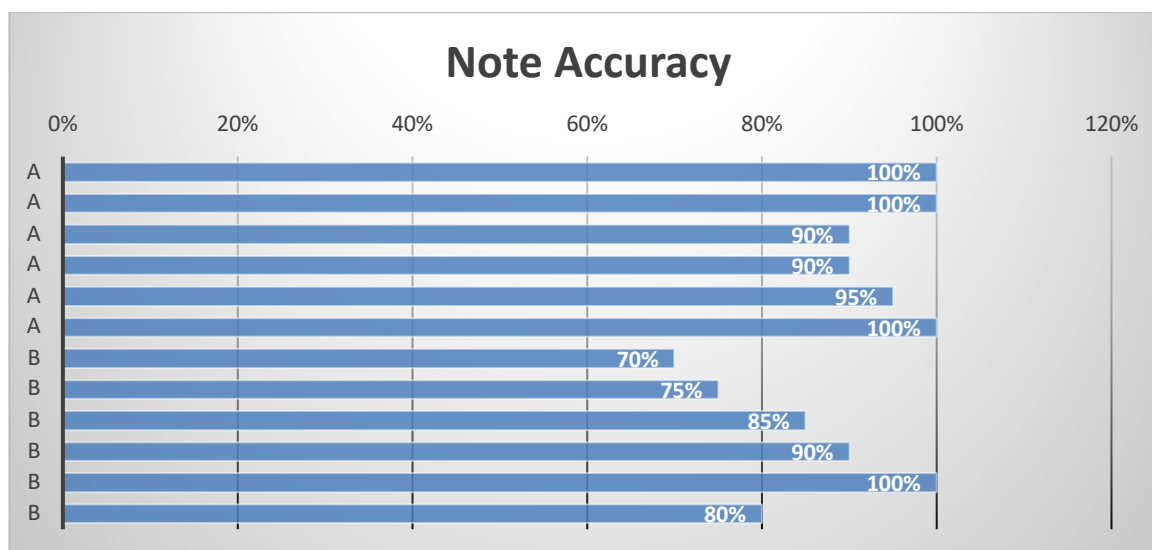 Note Accuracy
0% 20% 40% 60% 80% 100% 120%
A 100%
A 100%
A 90%
A 90%
A 95%
A 100%
B 70%
B 75%
B 85%
B 90%
B 100%
B 80%